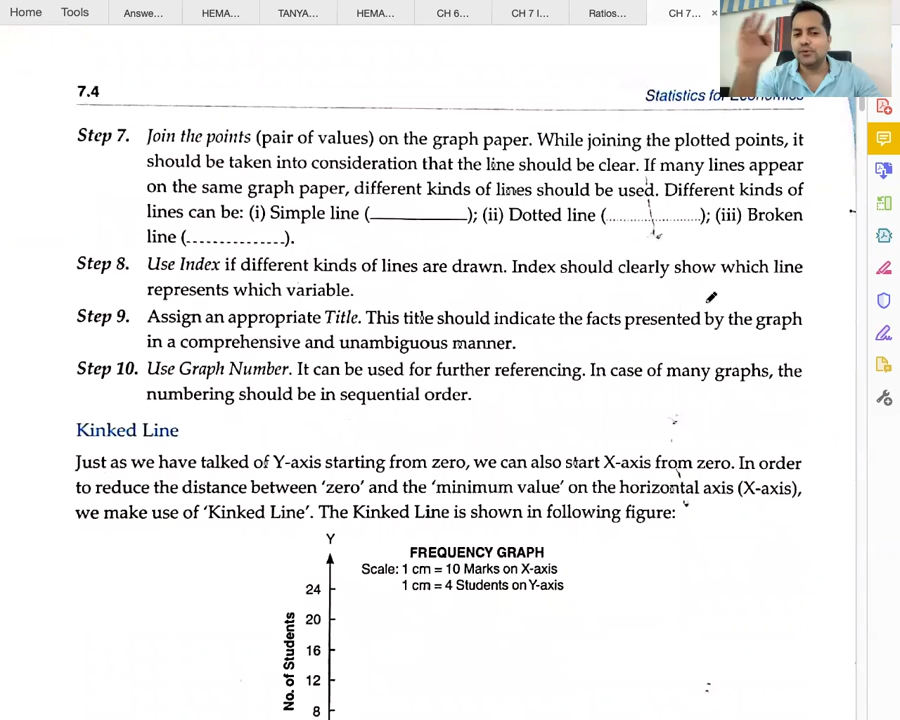 Home Tools Answe... HEMA... TANYA... HEMA... CH 6... CH 7 I... Ratios... CH 7... ×
7.4 Statistics for Economics
Step 7. Join the points (pair of values) on the graph paper. While joining the plotted points, it
should be taken into consideration that the line should be clear. If many lines appear
on the same graph paper, different kinds of lines should be used. Different kinds of
lines can be: (i) Simple line (____________); (ii) Dotted line (........................); (iii) Broken
line (_ _ _ _ _ _ _ _ _ _ _ _).
Step 8. Use Index if different kinds of lines are drawn. Index should clearly show which line
represents which variable.
Step 9. Assign an appropriate Title. This title should indicate the facts presented by the graph
in a comprehensive and unambiguous manner.
Step 10. Use Graph Number. It can be used for further referencing. In case of many graphs, the
numbering should be in sequential order.
Kinked Line
Just as we have talked of Y-axis starting from zero, we can also start X-axis from zero. In order
to reduce the distance between 'zero' and the 'minimum value' on the horizontal axis (X-axis),
we make use of 'Kinked Line'. The Kinked Line is shown in following figure:
Y
FREQUENCY GRAPH
Scale: 1 cm = 10 Marks on X-axis
1 cm = 4 Students on Y-axis
24
20
16
12
8
No. of Students